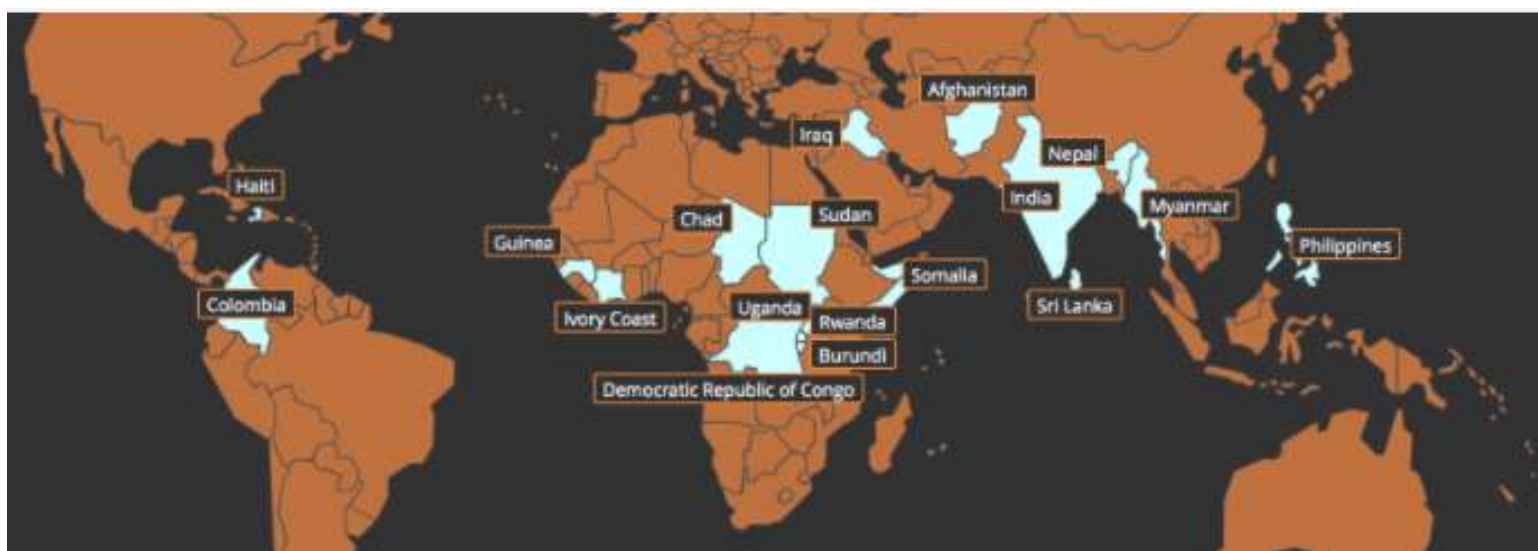 Afghanistan
Iraq
Nepal
Haiti
India
Myanmar
Chad
Sudan
Guinea
Philippines
Somalia
Colombia
Uganda
Sri Lanka
Ivory Coast
Rwanda
Burundi
Democratic Republic of Congo